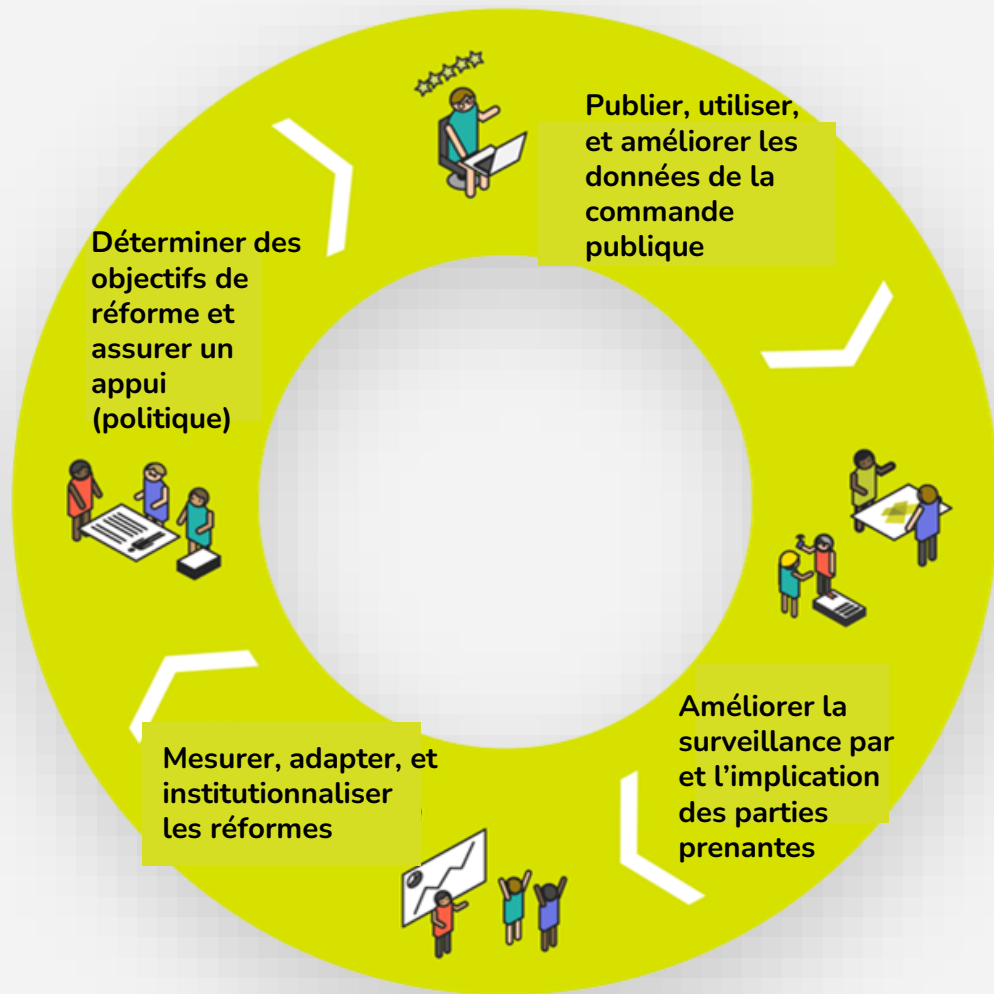 Publier, utiliser,
et améliorer les
données de la
commande
publique
Déterminer des
objectifs de
réforme et
assurer un
appui
(politique)
Améliorer la
surveillance par
et l’implication
des parties
prenantes
Mesurer, adapter, et
institutionnaliser
les réformes